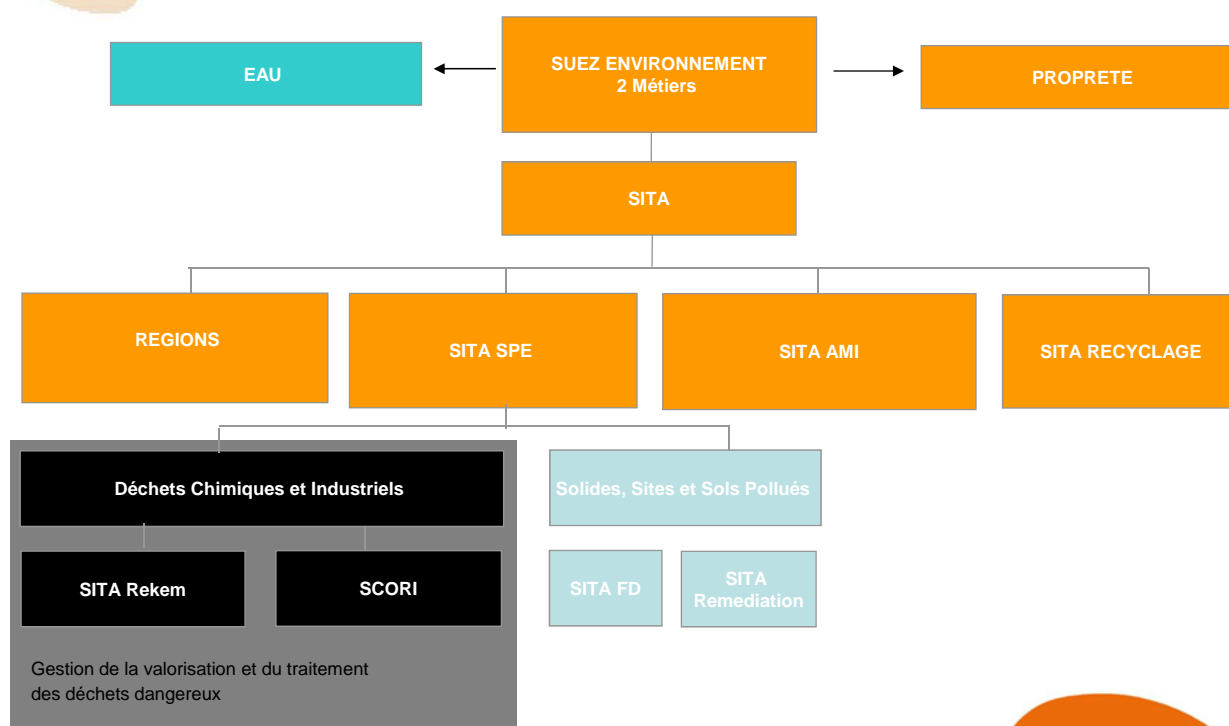 EAU
SUEZ ENVIRONNEMENT
2 Métiers
PROPRETE
SITA
REGIONS
SITA SPE
SITA AMI
SITA RECYCLAGE
Déchets Chimiques et Industriels
Solides, Sites et Sols Pollués
SITA Rekem
SCORI
SITA FD
SITA
Remediation
Gestion de la valorisation et du traitement
des déchets dangereux